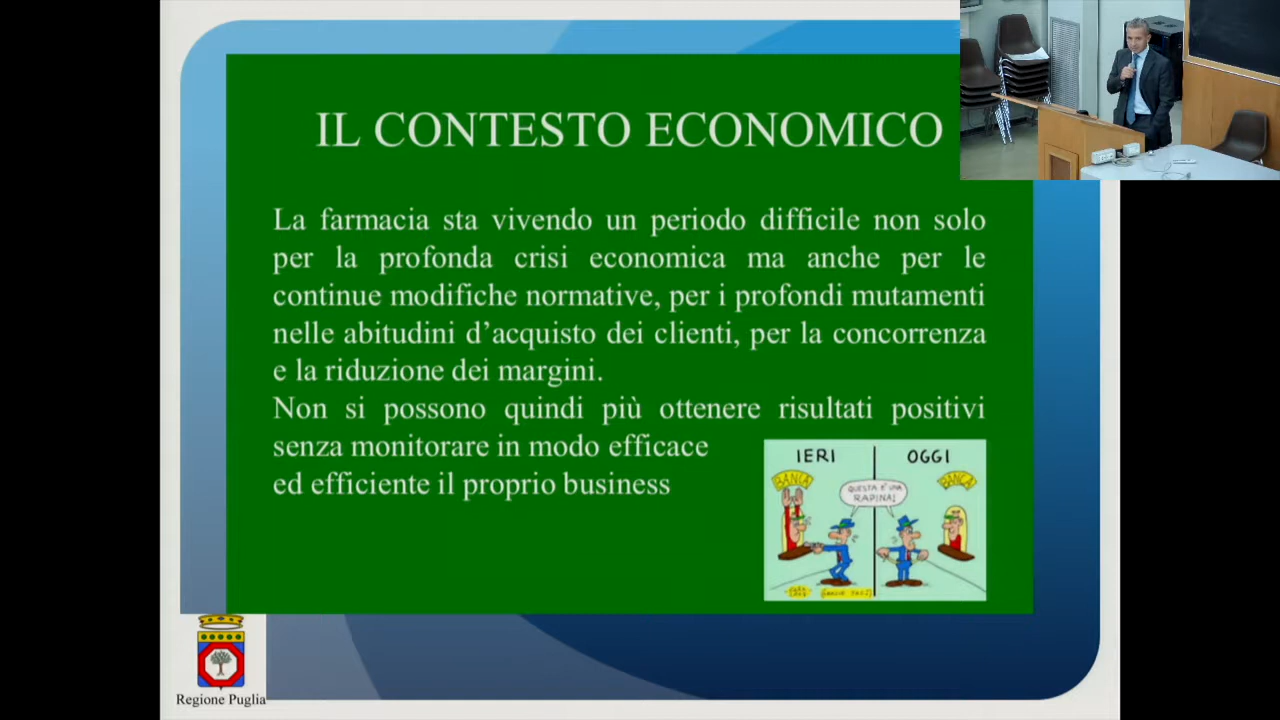 IL CONTESTO ECONOMICO
La farmacia sta vivendo un periodo difficile non solo
per la profonda crisi economica ma anche per le
continue modifiche normative, per i profondi mutamenti
nelle abitudini d'acquisto dei clienti, per la concorrenza
e la riduzione dei margini.
Non si possono quindi più ottenere risultati positivi
senza monitorare in modo efficace
ed efficiente il proprio business
IERI
OGGI
BANCA
BANCA
QUESTA È UNA
RAPINA!
Regione Puglia